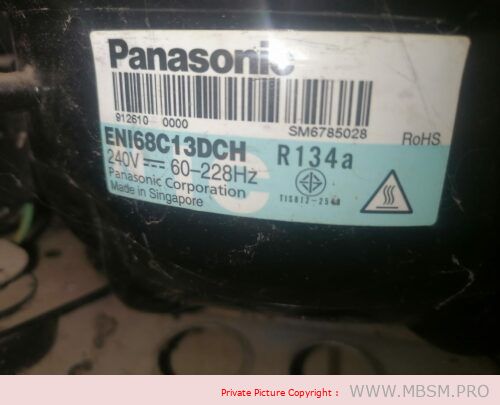 Panasonic
912610 0000
SM6785028
RoHS
ENI68C13DCH
R134a
240V ⎓ 60-228Hz
Panasonic Corporation
Made in Singapore
Private Picture Copyright : WWW.MBSM.PRO